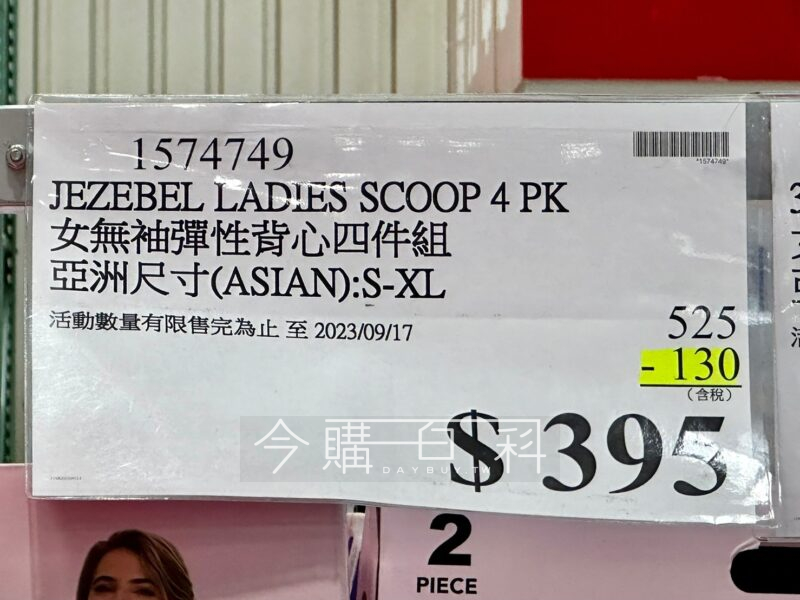 1574749
*1574749*
JEZEBEL LADIES SCOOP 4 PK
女無袖彈性背心四件組
亞洲尺寸(ASIAN):S-XL
活動數量有限售完為止 至 2023/09/17
525
- 130
(含稅)
$ 395
今購百科
DAYBUY.TW
2
PIECE